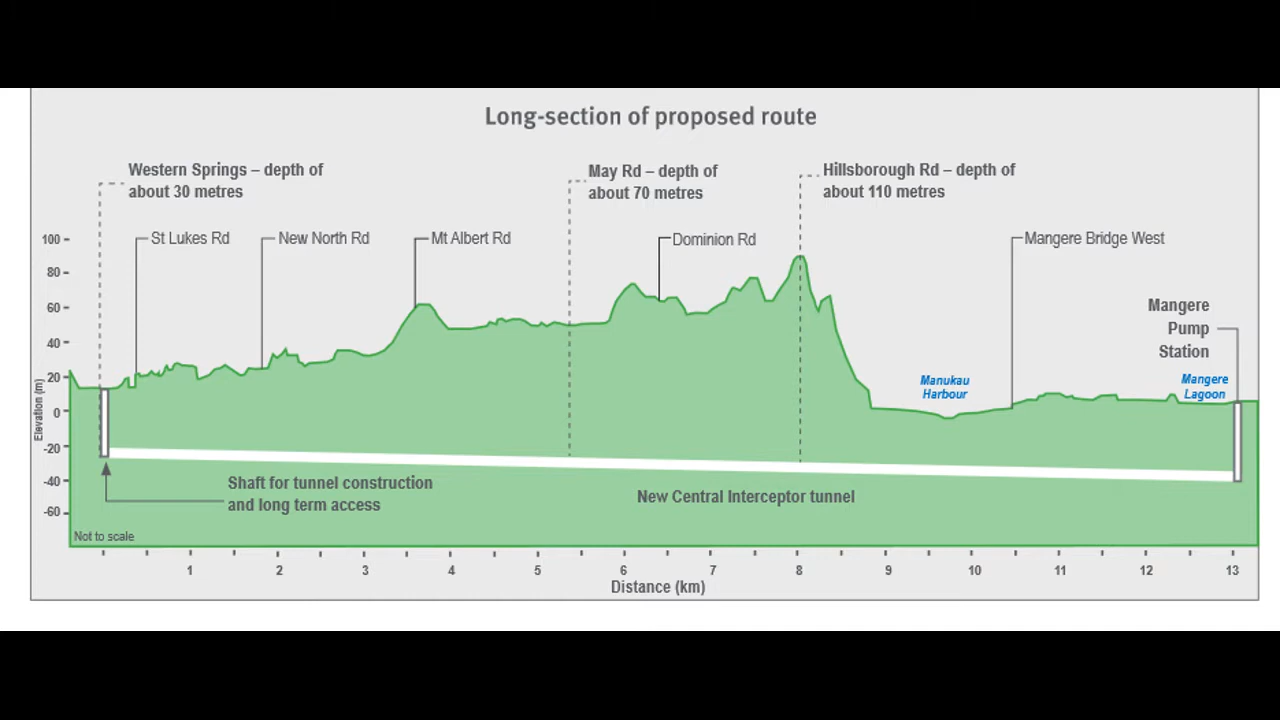 Long-section of proposed route
Western Springs – depth of
about 30 metres
May Rd – depth of
about 70 metres
Hillsborough Rd – depth of
about 110 metres
St Lukes Rd
New North Rd
Mt Albert Rd
Dominion Rd
Mangere Bridge West
Mangere
Pump
Station
Manukau
Harbour
Mangere
Lagoon
100
80
60
40
20
0
-20
-40
-60
Elevation (m)
Shaft for tunnel construction
and long term access
New Central Interceptor tunnel
Not to scale
1 2 3 4 5 6 7 8 9 10 11 12 13
Distance (km)